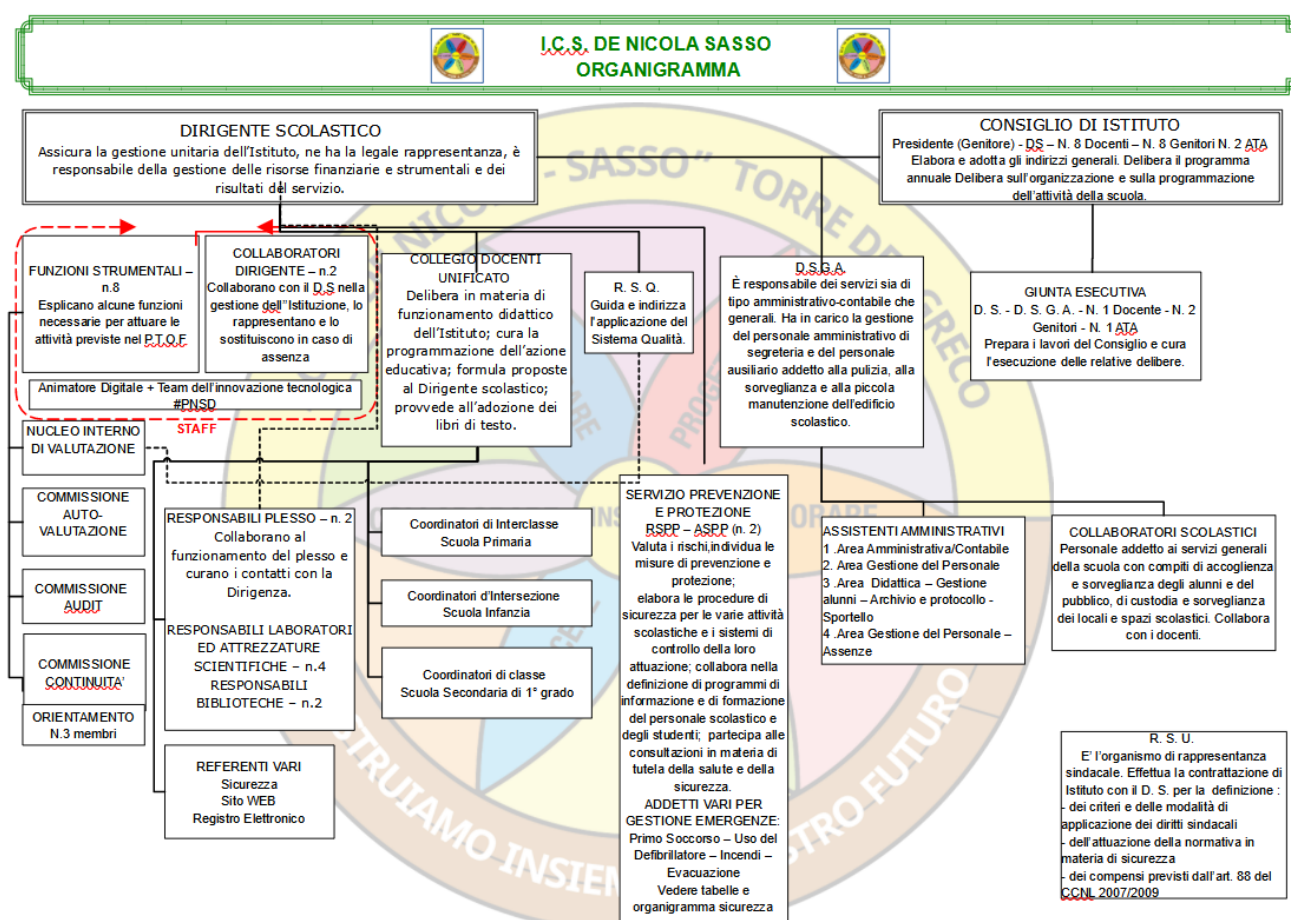 I.C.S. DE NICOLA SASSO
ORGANIGRAMMA
DIRIGENTE SCOLASTICO
Assicura la gestione unitaria dell'Istituto, ne ha la legale rappresentanza, è
responsabile della gestione delle risorse finanziarie e strumentali e dei
risultati del servizio.
CONSIGLIO DI ISTITUTO
Presidente (Genitore) - DS – N. 8 Docenti – N. 8 Genitori N. 2 ATA
Elabora e adotta gli indirizzi generali. Delibera il programma
annuale Delibera sull'organizzazione e sulla programmazione
dell'attività della scuola.
FUNZIONI STRUMENTALI –
n.8
Esplicano alcune funzioni
necessarie per attuare le
attività previste nel P.T.O.F
COLLABORATORI
DIRIGENTE – n.2
Collaborano con il D.S nella
gestione dell''Istituzione, lo
rappresentano e lo
sostituiscono in caso di
assenza
Animatore Digitale + Team dell'innovazione tecnologica
#PNSD
STAFF
COLLEGIO DOCENTI
UNIFICATO
Delibera in materia di
funzionamento didattico
dell'Istituto; cura la
programmazione dell'azione
educativa; formula proposte
al Dirigente scolastico;
provvede all'adozione dei
libri di testo.
R. S. Q.
Guida e indirizza
l'applicazione del
Sistema Qualità.
D.S.G.A.
È responsabile dei servizi sia di
tipo amministrativo-contabile che
generali. Ha in carico la gestione
del personale amministrativo di
segreteria e del personale
ausiliario addetto alla pulizia, alla
sorveglianza e alla piccola
manutenzione dell'edificio
scolastico.
GIUNTA ESECUTIVA
D. S. - D. S. G. A. - N. 1 Docente - N. 2
Genitori - N. 1 ATA
Prepara i lavori del Consiglio e cura
l'esecuzione delle relative delibere.
NUCLEO INTERNO
DI VALUTAZIONE
COMMISSIONE
AUTO-
VALUTAZIONE
COMMISSIONE
AUDIT
COMMISSIONE
CONTINUITA'
ORIENTAMENTO
N.3 membri
RESPONSABILI PLESSO – n. 2
Collaborano al
funzionamento del plesso e
curano i contatti con la
Dirigenza.
RESPONSABILI LABORATORI
ED ATTREZZATURE
SCIENTIFICHE – n.4
RESPONSABILI
BIBLIOTECHE – n.2
REFERENTI VARI
Sicurezza
Sito WEB
Registro Elettronico
Coordinatori di Interclasse
Scuola Primaria
Coordinatori d'Intersezione
Scuola Infanzia
Coordinatori di classe
Scuola Secondaria di 1° grado
SERVIZIO PREVENZIONE
E PROTEZIONE
RSPP – ASPP (n. 2)
Valuta i rischi,individua le
misure di prevenzione e
protezione;
elabora le procedure di
sicurezza per le varie attività
scolastiche e i sistemi di
controllo della loro
attuazione; collabora nella
definizione di programmi di
informazione e di formazione
del personale scolastico e
degli studenti; partecipa alle
consultazioni in materia di
tutela della salute e della
sicurezza.
ADDETTI VARI PER
GESTIONE EMERGENZE:
Primo Soccorso – Uso del
Defibrillatore – Incendi –
Evacuazione
Vedere tabelle e
organigramma sicurezza
ASSISTENTI AMMINISTRATIVI
1 .Area Amministrativa/Contabile
2. Area Gestione del Personale
3 .Area Didattica – Gestione
alunni – Archivio e protocollo -
Sportello
4 .Area Gestione del Personale –
Assenze
COLLABORATORI SCOLASTICI
Personale addetto ai servizi generali
della scuola con compiti di accoglienza
e sorveglianza degli alunni e del
pubblico, di custodia e sorveglianza
dei locali e spazi scolastici. Collabora
con i docenti.
R. S. U.
E' l'organismo di rappresentanza
sindacale. Effettua la contrattazione di
Istituto con il D. S. per la definizione :
- dei criteri e delle modalità di
applicazione dei diritti sindacali
- dell'attuazione della normativa in
materia di sicurezza
- dei compensi previsti dall'art. 88 del
CCNL 2007/2009
SASSO" TORRE DEL GRECO